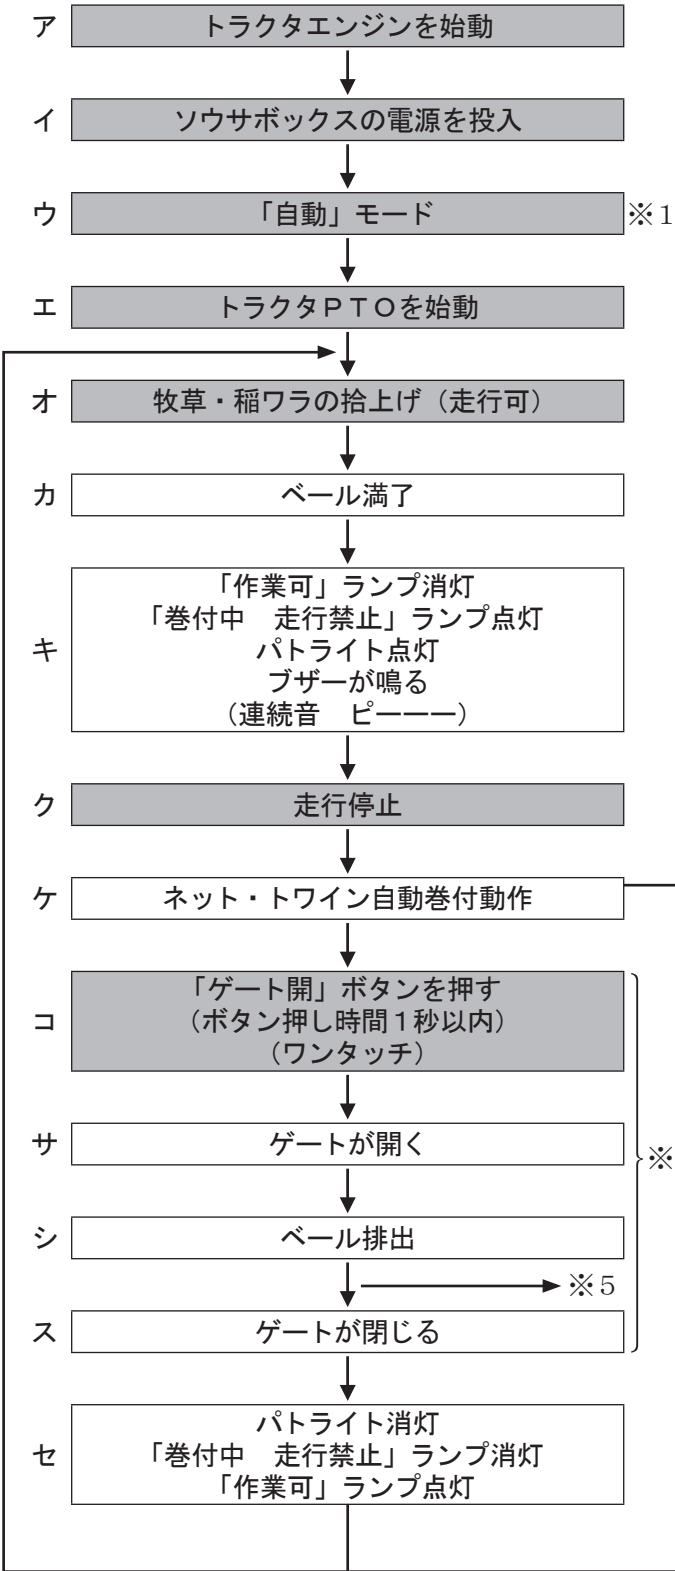 ア トラクタエンジンを始動
イ ソウサボックスの電源を投入
ウ 「自動」モード ※1
エ トラクタPTOを始動
オ 牧草・稲ワラの拾上げ（走行可）
カ ベール満了
「作業可」ランプ消灯
「巻付中　走行禁止」ランプ点灯
キ パトライト点灯
ブザーが鳴る
（連続音　ピーーー）
ク 走行停止
ケ ネット・トワイン自動巻付動作
「ゲート開」ボタンを押す
コ （ボタン押し時間1秒以内）
（ワンタッチ）
サ ゲートが開く
※
シ ベール排出
※5
ス ゲートが閉じる
パトライト消灯
セ 「巻付中　走行禁止」ランプ消灯
「作業可」ランプ点灯